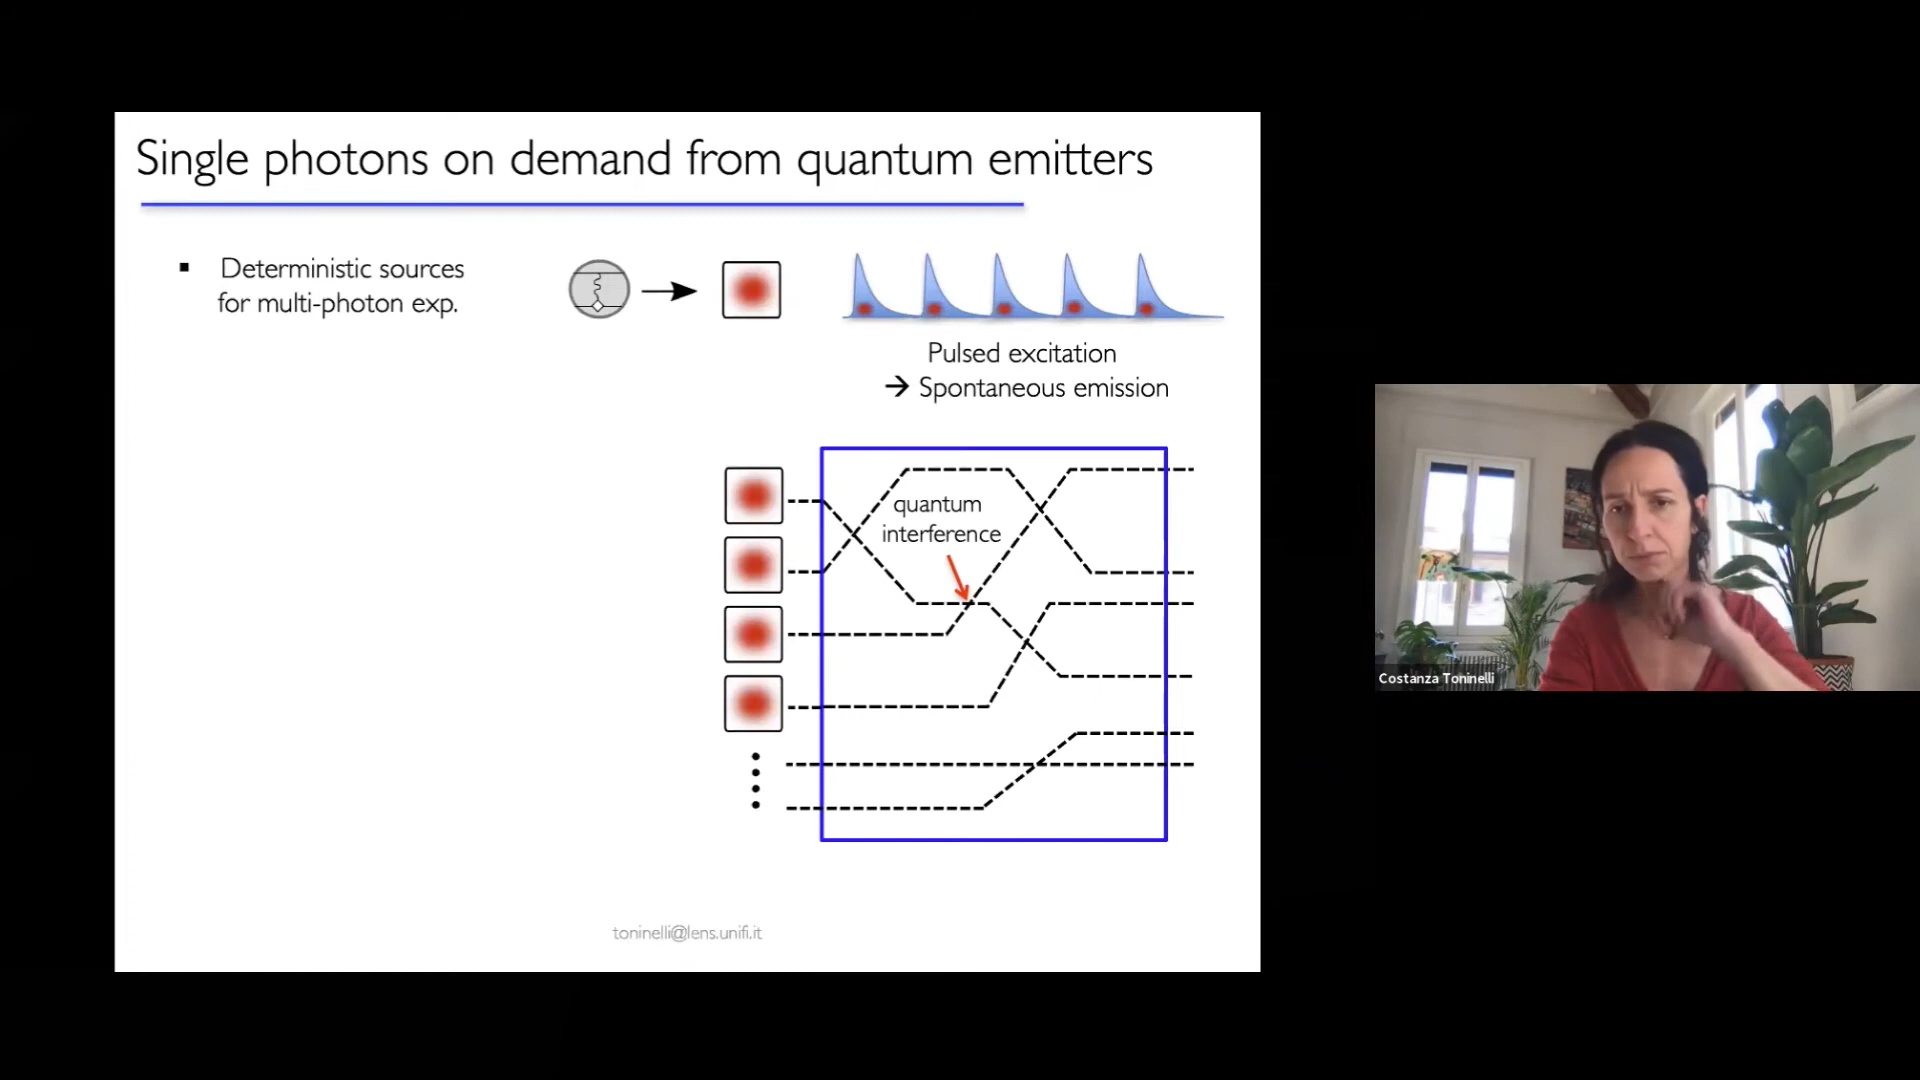 Single photons on demand from quantum emitters
▪ Deterministic sources
for multi-photon exp.
Pulsed excitation
→ Spontaneous emission
quantum
interference
toninelli@lens.unifi.it
Costanza Toninelli